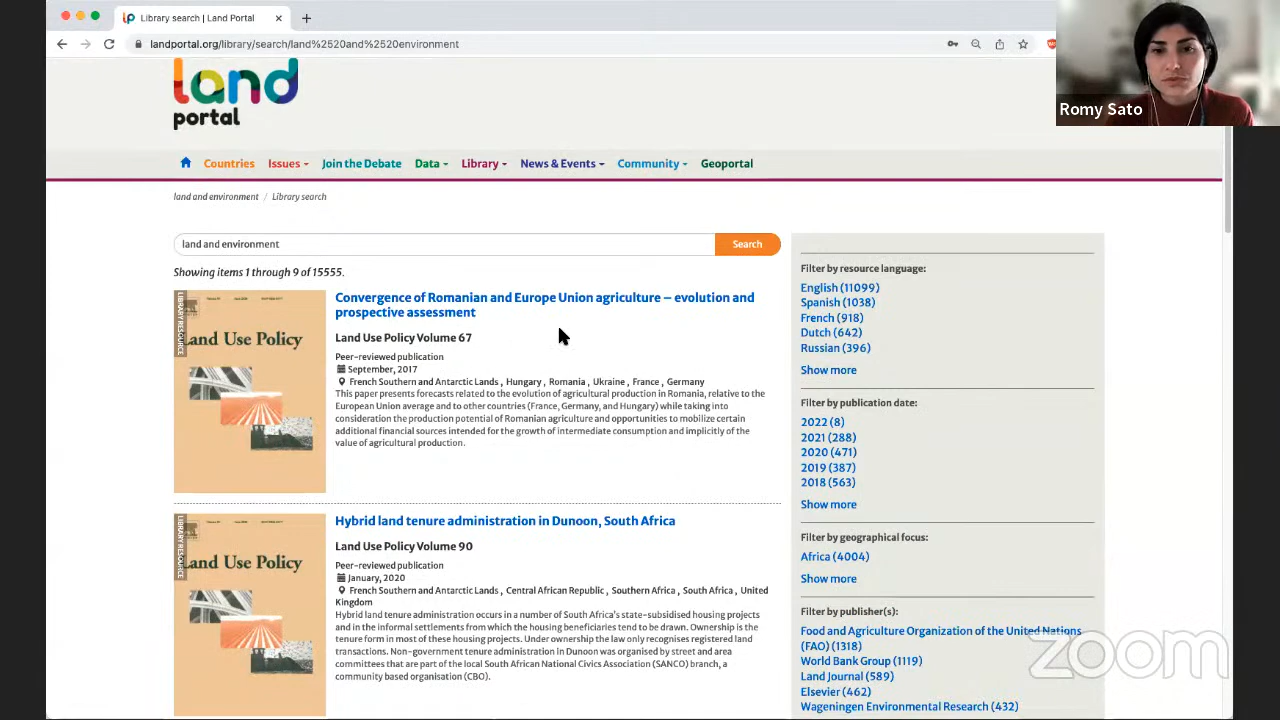 Library search | Land Portal
landportal.org/library/search/land%2520and%2520environment
Romy Sato
land
portal
Countries Issues Join the Debate Data Library News & Events Community Geoportal
land and environment / Library search
land and environment Search
Showing items 1 through 9 of 15555.
LIBRARY RESOURCE
Land Use Policy
Convergence of Romanian and Europe Union agriculture – evolution and
prospective assessment
Land Use Policy Volume 67
Peer-reviewed publication
September, 2017
French Southern and Antarctic Lands , Hungary , Romania , Ukraine , France , Germany
This paper presents forecasts related to the evolution of agricultural production in Romania, relative to the
European Union average and to other countries (France, Germany, and Hungary) while taking into
consideration the production potential of Romanian agriculture and opportunities to mobilize certain
additional financial sources intended for the growth of intermediate consumption and implicitly of the
value of agricultural production.
LIBRARY RESOURCE
Land Use Policy
Hybrid land tenure administration in Dunoon, South Africa
Land Use Policy Volume 90
Peer-reviewed publication
January, 2020
French Southern and Antarctic Lands , Central African Republic , Southern Africa , South Africa , United
Kingdom
Hybrid land tenure administration occurs in a number of South Africa's state-subsidised housing projects
and in the informal settlements from which the housing beneficiaries tend to be drawn. Ownership is the
tenure form in most of these housing projects. Under ownership the law only recognises registered land
transactions. Non-government tenure administration in Dunoon was organised by street and area
committees that are part of the local South African National Civics Association (SANCO) branch, a
community based organisation (CBO).
Filter by resource language:
English (11099)
Spanish (1038)
French (918)
Dutch (642)
Russian (396)
Show more
Filter by publication date:
2022 (8)
2021 (288)
2020 (471)
2019 (387)
2018 (563)
Show more
Filter by geographical focus:
Africa (4004)
Show more
Filter by publisher(s):
Food and Agriculture Organization of the United Nations
(FAO) (1318)
World Bank Group (1119)
Land Journal (589)
Elsevier (462)
Wageningen Environmental Research (432)
zoom